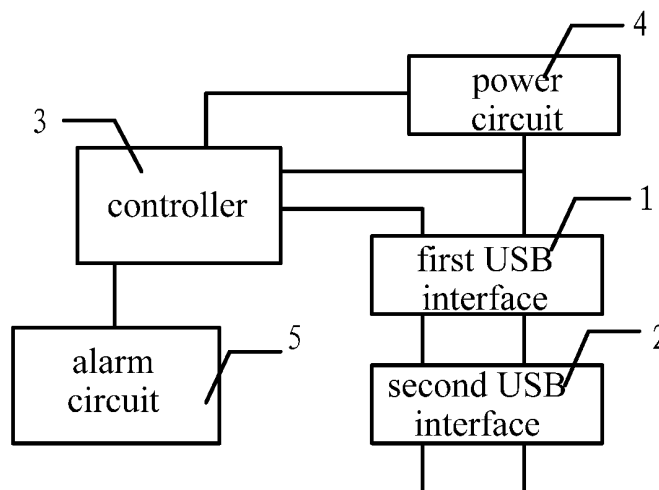 4
power
circuit
3
controller
1
first USB
interface
5
alarm
circuit
2
second USB
interface